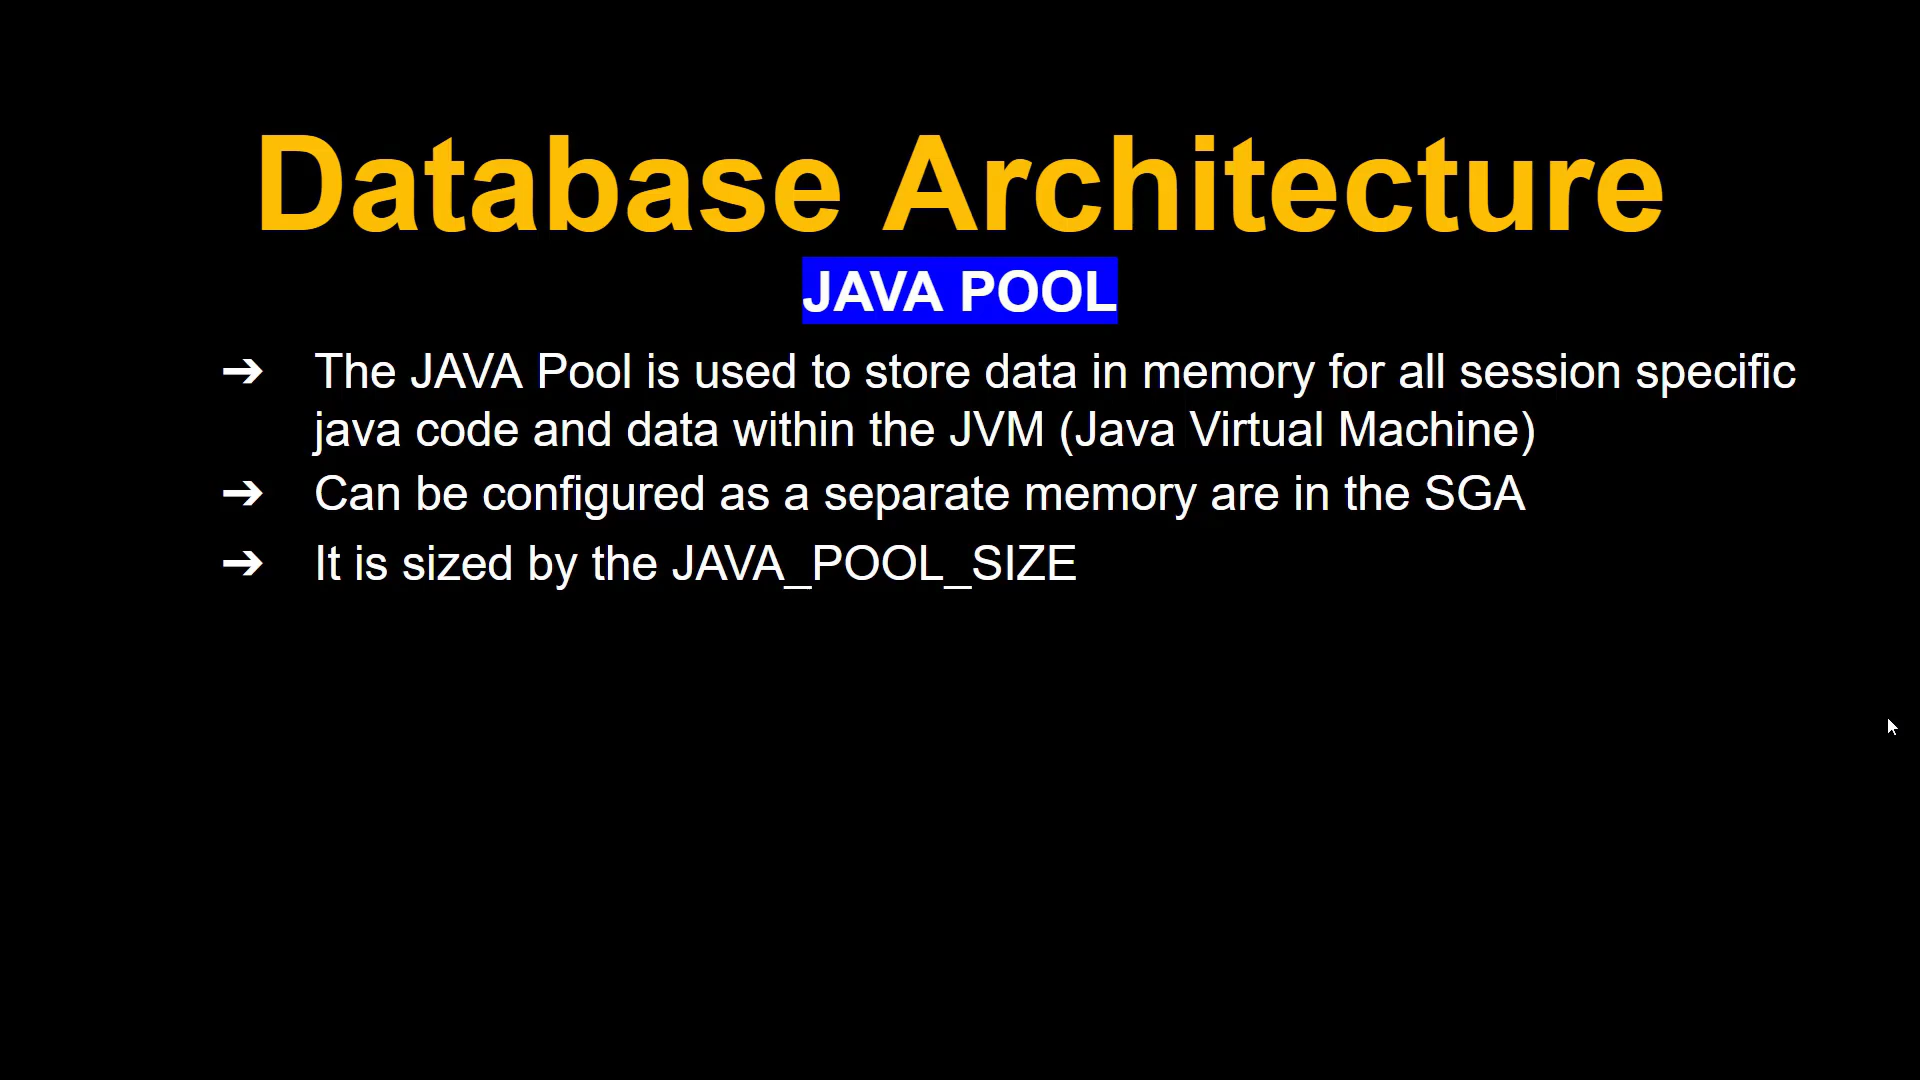 Database Architecture
JAVA POOL
➔ The JAVA Pool is used to store data in memory for all session specific
java code and data within the JVM (Java Virtual Machine)
➔ Can be configured as a separate memory are in the SGA
➔ It is sized by the JAVA_POOL_SIZE